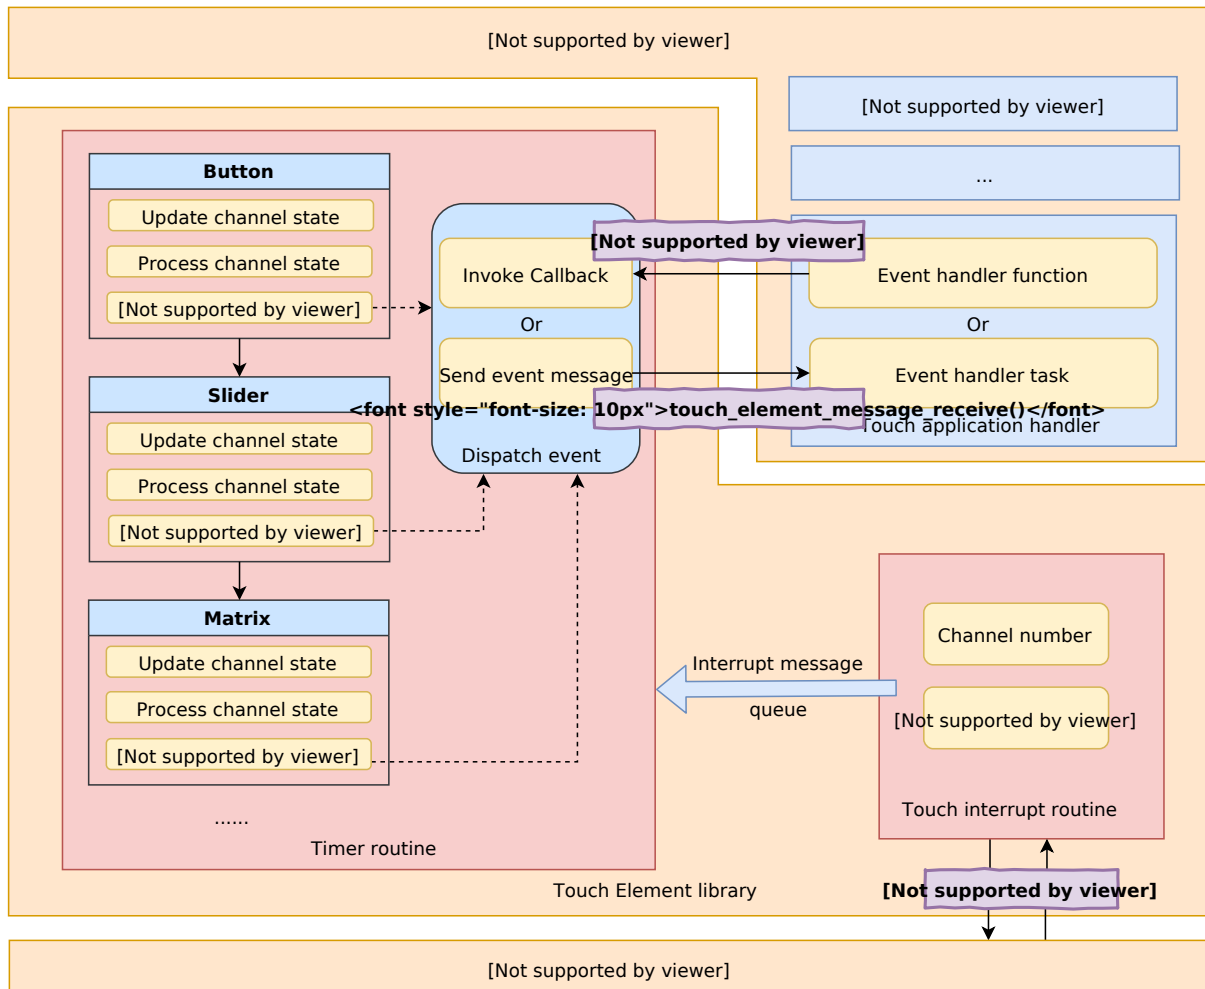 [Not supported by viewer]
[Not supported by viewer]
...
Button
Update channel state
Process channel state
[Not supported by viewer]
Slider
Update channel state
Process channel state
[Not supported by viewer]
Matrix
Update channel state
Process channel state
[Not supported by viewer]
......
Timer routine
Invoke Callback
Or
Send event message
Dispatch event
[Not supported by viewer]
<font style="font-size: 10px">touch_element_message_receive()</font>
Event handler function
Or
Event handler task
Touch application handler
Interrupt message
queue
Channel number
[Not supported by viewer]
Touch interrupt routine
Touch Element library
[Not supported by viewer]
[Not supported by viewer]